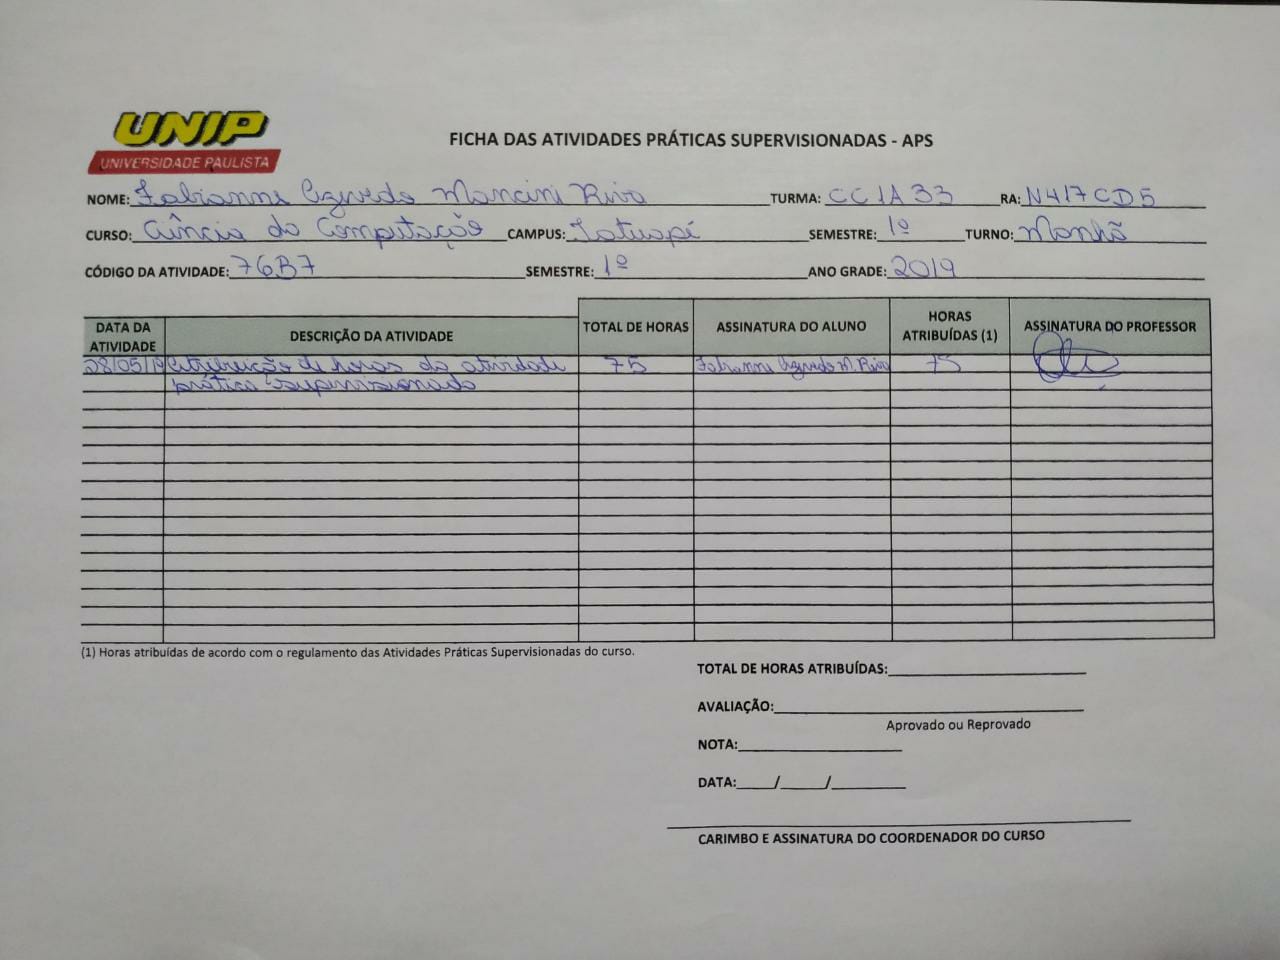 UNIP
UNIVERSIDADE PAULISTA
FICHA DAS ATIVIDADES PRÁTICAS SUPERVISIONADAS - APS
NOME: Fabianne Azevedo Mancini Riva TURMA: CC1A33 RA: N417CD5
CURSO: Ciência da Computação CAMPUS: Tatuapé SEMESTRE: 1º TURNO: Manhã
CÓDIGO DA ATIVIDADE: 76B7 SEMESTRE: 1º ANO GRADE: 2019
DATA DA ATIVIDADE DESCRIÇÃO DA ATIVIDADE TOTAL DE HORAS ASSINATURA DO ALUNO HORAS ATRIBUÍDAS (1) ASSINATURA DO PROFESSOR
28/05/19 Atribuição de horas da atividade 75 Fabianne Azevedo M. Riva 75
prática supervisionada
(1) Horas atribuídas de acordo com o regulamento das Atividades Práticas Supervisionadas do curso.
TOTAL DE HORAS ATRIBUÍDAS:
AVALIAÇÃO:
Aprovado ou Reprovado
NOTA:
DATA: / /
CARIMBO E ASSINATURA DO COORDENADOR DO CURSO